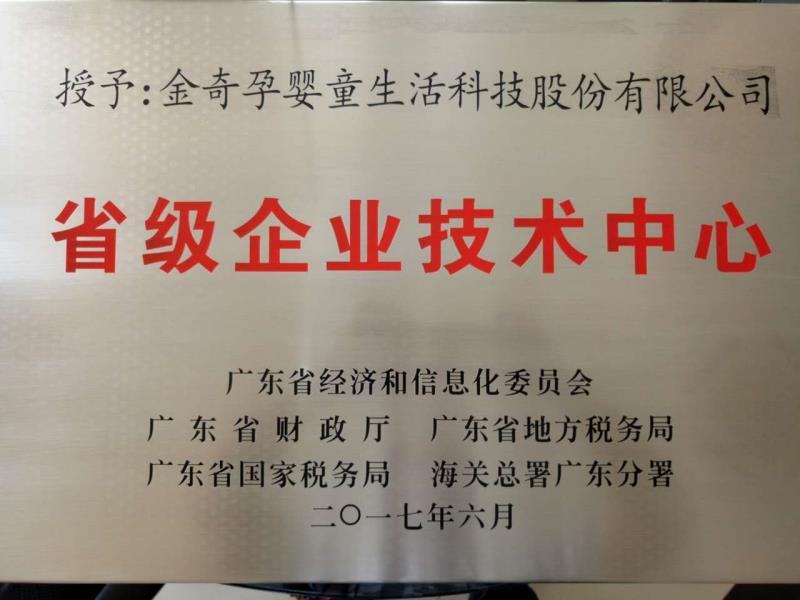 授予:金奇孕婴童生活科技股份有限公司
省级企业技术中心
广东省经济和信息化委员会
广东省财政厅 广东省地方税务局
广东省国家税务局 海关总署广东分署
二〇一七年六月